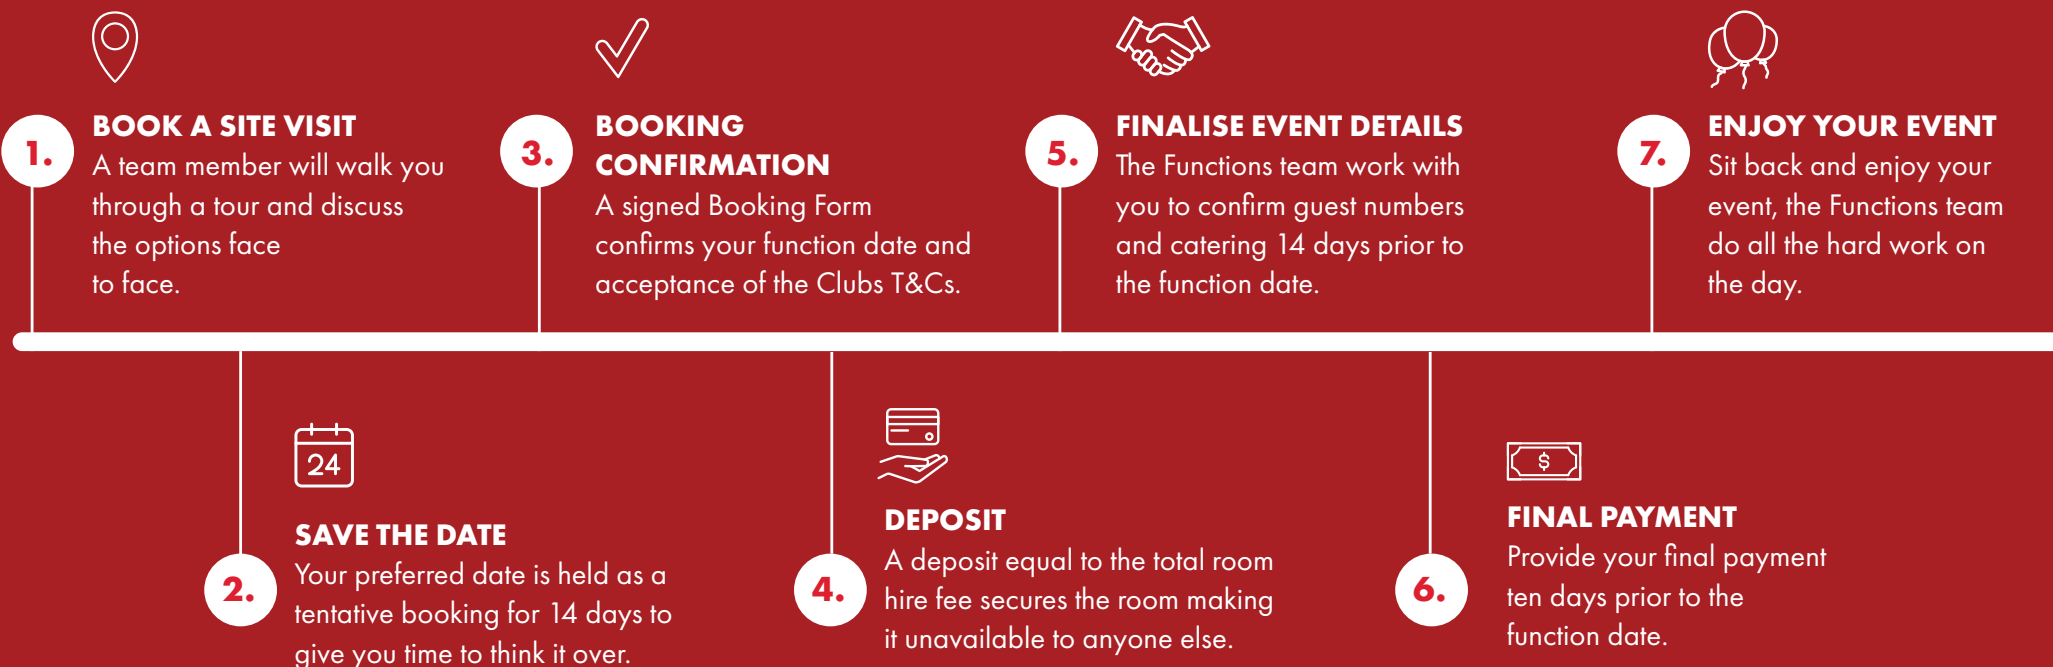 1.
BOOK A SITE VISIT
A team member will walk you
through a tour and discuss
the options face
to face.
24
2.
SAVE THE DATE
Your preferred date is held as a
tentative booking for 14 days to
give you time to think it over.
3.
BOOKING
CONFIRMATION
A signed Booking Form
confirms your function date and
acceptance of the Clubs T&Cs.
4.
DEPOSIT
A deposit equal to the total room
hire fee secures the room making
it unavailable to anyone else.
5.
FINALISE EVENT DETAILS
The Functions team work with
you to confirm guest numbers
and catering 14 days prior to
the function date.
$
6.
FINAL PAYMENT
Provide your final payment
ten days prior to the
function date.
7.
ENJOY YOUR EVENT
Sit back and enjoy your
event, the Functions team
do all the hard work on
the day.